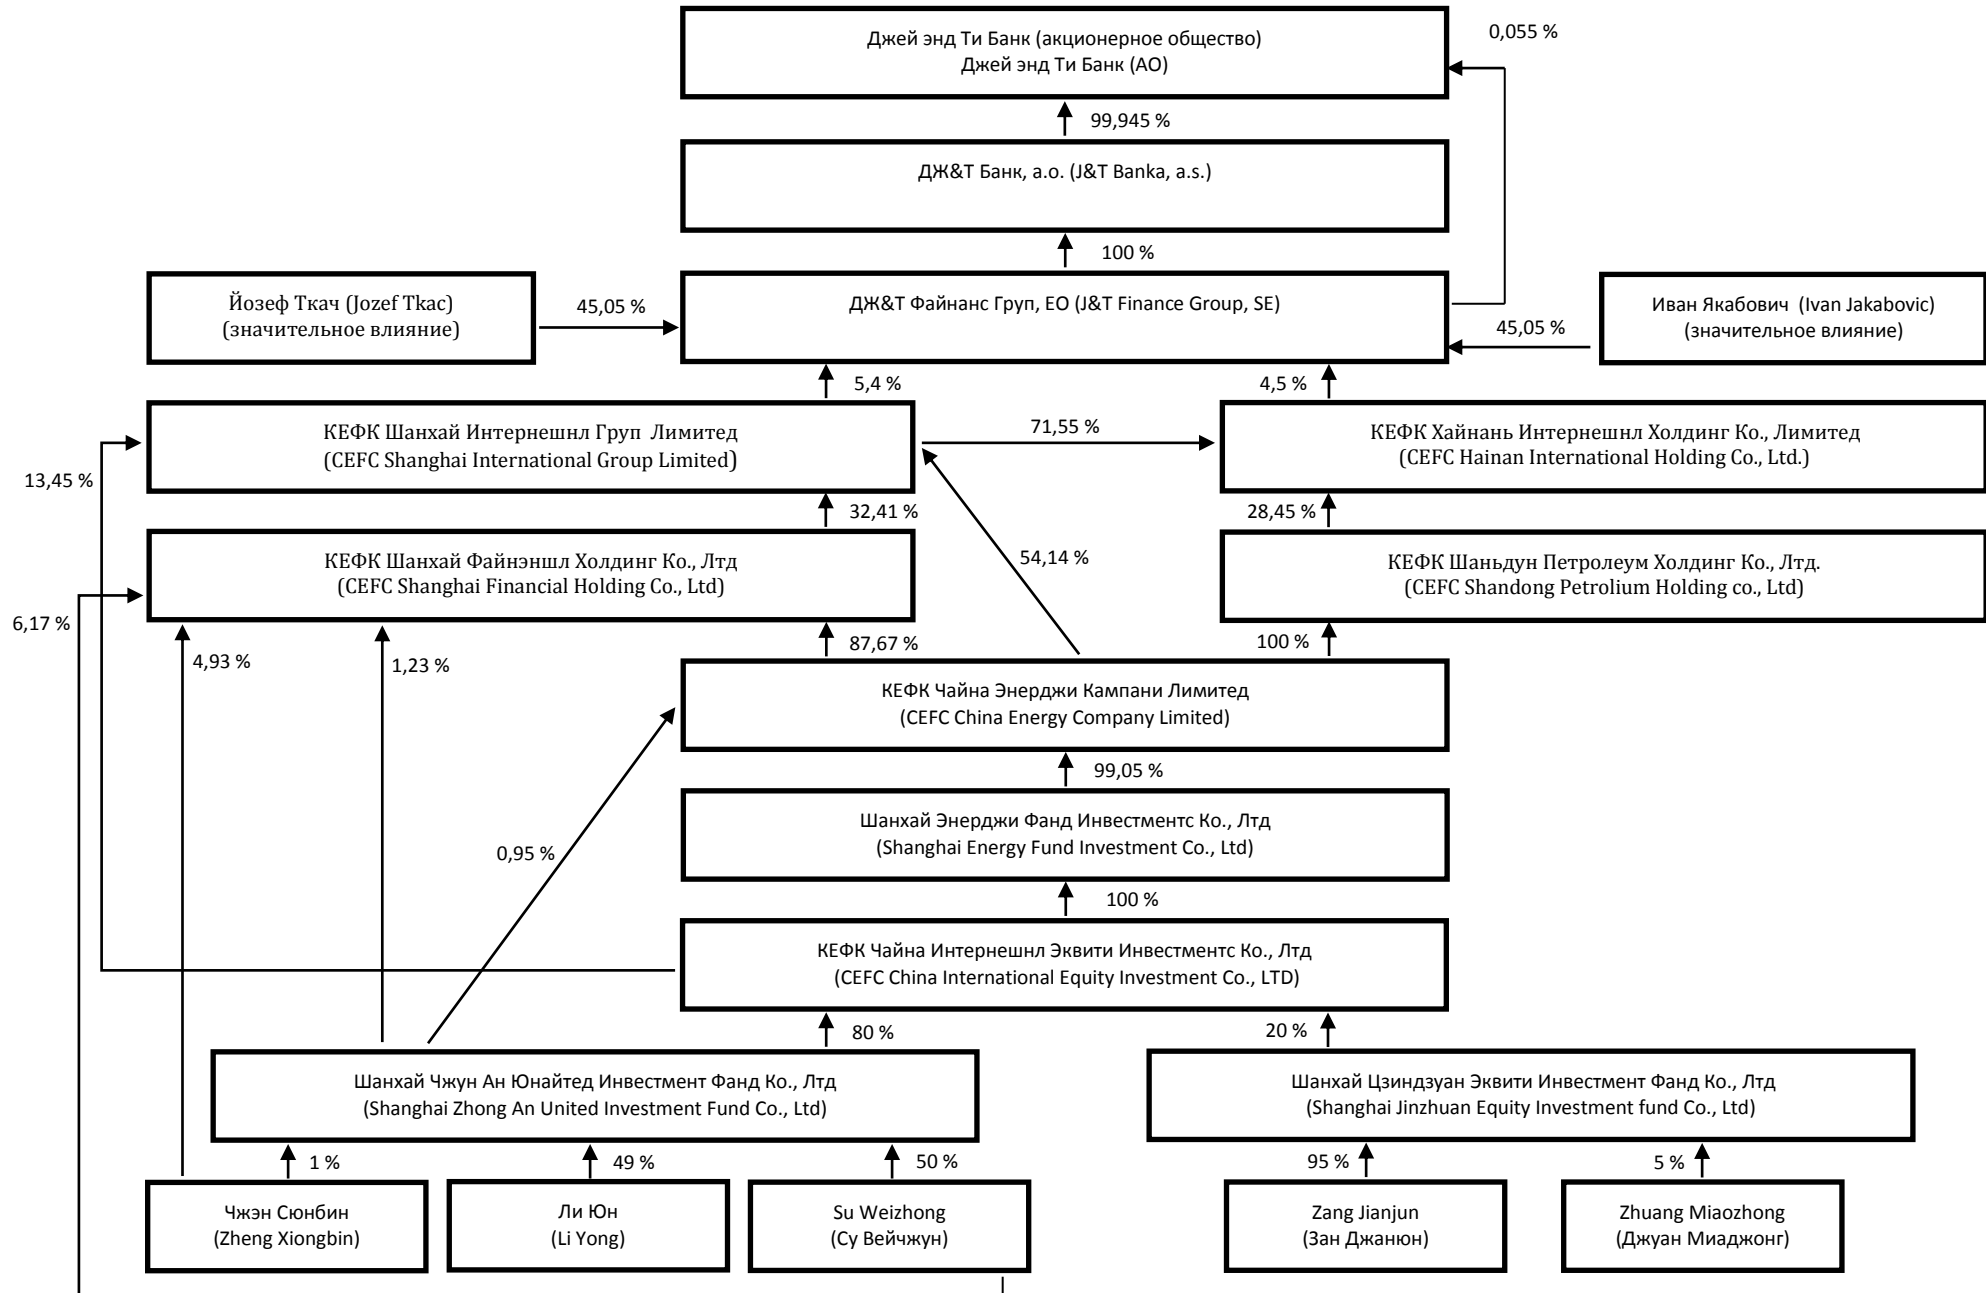 Джей энд Ти Банк (акционерное общество)
Джей энд Ти Банк (АО)
0,055 %
99,945 %
ДЖ&Т Банк, а.о. (J&T Banka, a.s.)
100 %
Йозеф Ткач (Jozef Tkac)
(значительное влияние)
45,05 %
ДЖ&Т Файнанс Груп, ЕО (J&T Finance Group, SE)
45,05 %
Иван Якабович  (Ivan Jakabovic)
(значительное влияние)
5,4 %
4,5 %
КЕФК Шанхай Интернешнл Груп  Лимитед
(CEFC Shanghai International Group Limited)
71,55 %
КЕФК Хайнань Интернешнл Холдинг Ко., Лимитед
(CEFC Hainan International Holding Co., Ltd.)
13,45 %
32,41 %
28,45 %
КЕФК Шанхай Файнэншл Холдинг Ко., Лтд
(CEFC Shanghai Financial Holding Co., Ltd)
54,14 %
КЕФК Шаньдун Петролеум Холдинг Ко., Лтд.
(CEFC Shandong Petrolium Holding co., Ltd)
6,17 %
4,93 %
1,23 %
87,67 %
100 %
КЕФК Чайна Энерджи Кампани Лимитед
(CEFC China Energy Company Limited)
99,05 %
Шанхай Энерджи Фанд Инвестментс Ко., Лтд
(Shanghai Energy Fund Investment Co., Ltd)
0,95 %
100 %
КЕФК Чайна Интернешнл Эквити Инвестментс Ко., Лтд
(CEFC China International Equity Investment Co., LTD)
80 %
20 %
Шанхай Чжун Ан Юнайтед Инвестмент Фанд Ко., Лтд
(Shanghai Zhong An United Investment Fund Co., Ltd)
Шанхай Цзиндзуан Эквити Инвестмент Фанд Ко., Лтд
(Shanghai Jinzhuan Equity Investment fund Co., Ltd)
1 %
49 %
50 %
95 %
5 %
Чжэн Сюнбин
(Zheng Xiongbin)
Ли Юн
(Li Yong)
Su Weizhong
(Су Вейчжун)
Zang Jianjun
(Зан Джанюн)
Zhuang Miaozhong
(Джуан Миаджонг)